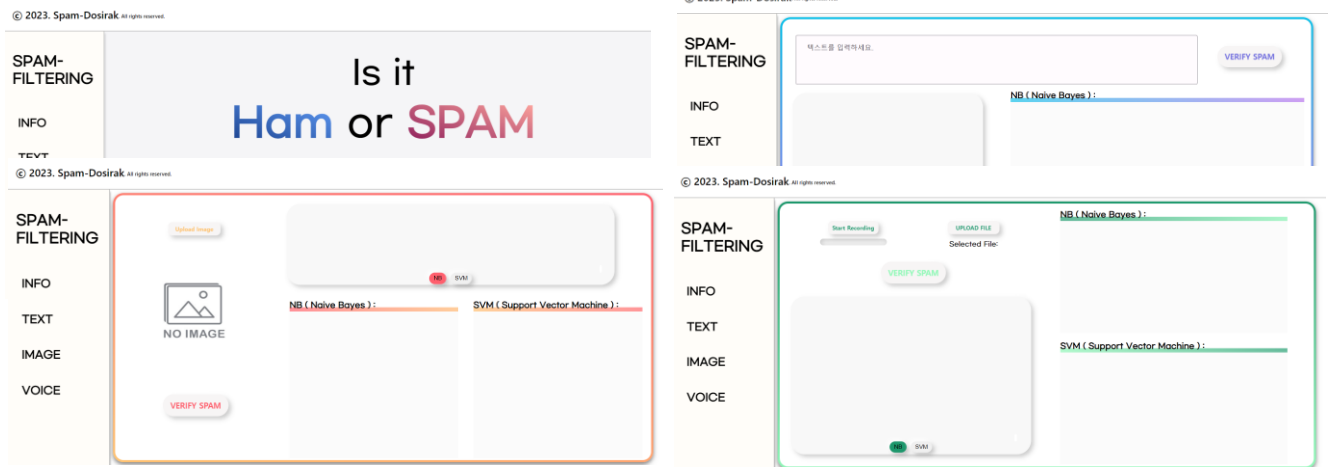 © 2023. Spam-Dosirak All rights reserved.
SPAM-
FILTERING
INFO
TEXT
Is it
Ham or SPAM
© 2023. Spam-Dosirak
SPAM-
FILTERING
INFO
TEXT
텍스트를 입력하세요.
VERIFY SPAM
NB ( Naive Bayes ) :
© 2023. Spam-Dosirak All rights reserved.
SPAM-
FILTERING
INFO
TEXT
IMAGE
VOICE
Upload Image
NO IMAGE
VERIFY SPAM
NB SVM
NB ( Naive Bayes ) :
SVM ( Support Vector Machine ) :
© 2023. Spam-Dosirak All rights reserved.
SPAM-
FILTERING
INFO
TEXT
IMAGE
VOICE
Start Recording
UPLOAD FILE
Selected File:
VERIFY SPAM
NB SVM
NB ( Naive Bayes ) :
SVM ( Support Vector Machine ) :